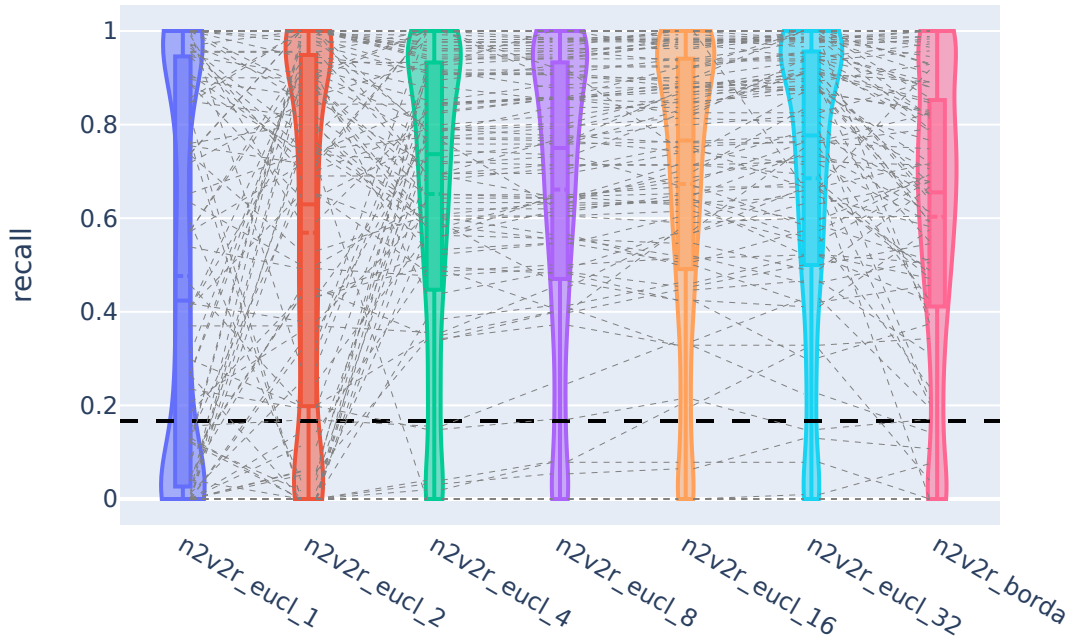 recall
1
0.8
0.6
0.4
0.2
0
n2v2r_eucl_1
n2v2r_eucl_2
n2v2r_eucl_4
n2v2r_eucl_8
n2v2r_eucl_16
n2v2r_eucl_32
n2v2r_borda